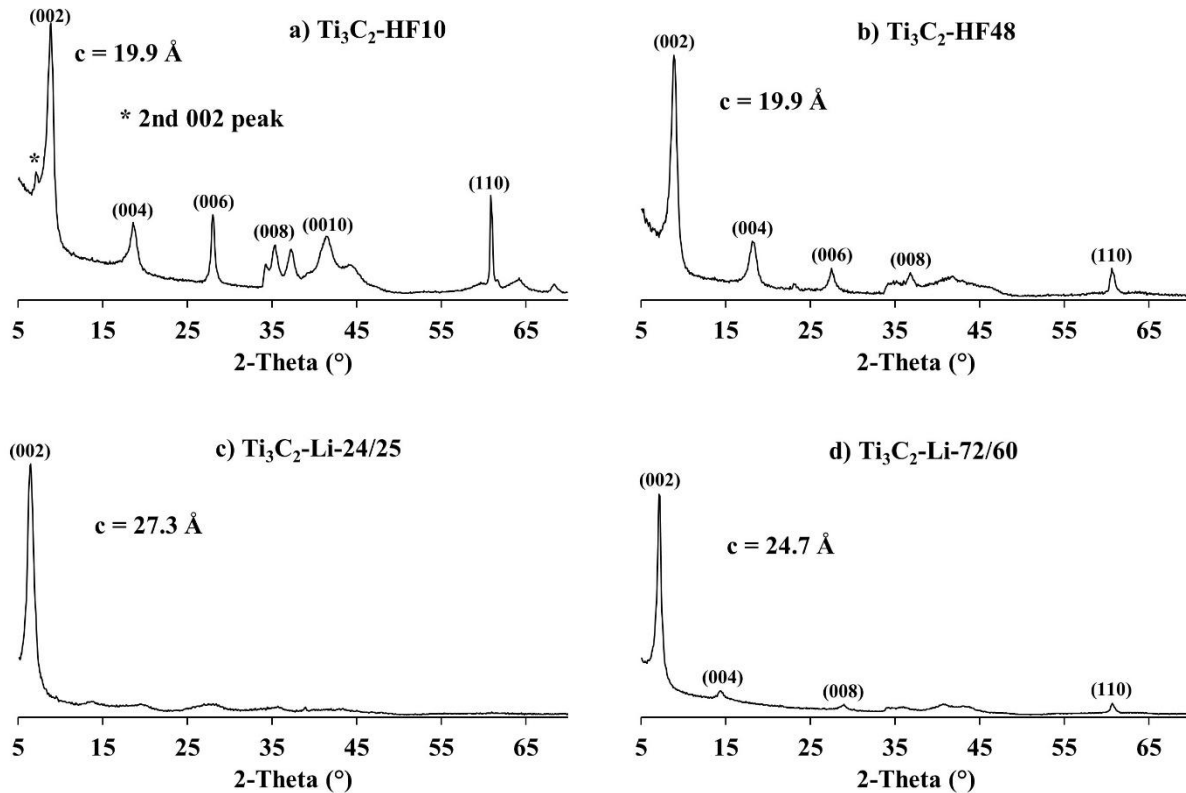 a) Ti₃C₂-HF10
(002)
c = 19.9 Å
* 2nd 002 peak
*
(004)
(006)
(008)
(0010)
(110)
5 15 25 35 45 55 65
2-Theta (°)
b) Ti₃C₂-HF48
(002)
c = 19.9 Å
(004)
(006)
(008)
(110)
5 15 25 35 45 55 65
2-Theta (°)
c) Ti₃C₂-Li-24/25
(002)
c = 27.3 Å
5 15 25 35 45 55 65
2-Theta (°)
d) Ti₃C₂-Li-72/60
(002)
c = 24.7 Å
(004)
(008)
(110)
5 15 25 35 45 55 65
2-Theta (°)